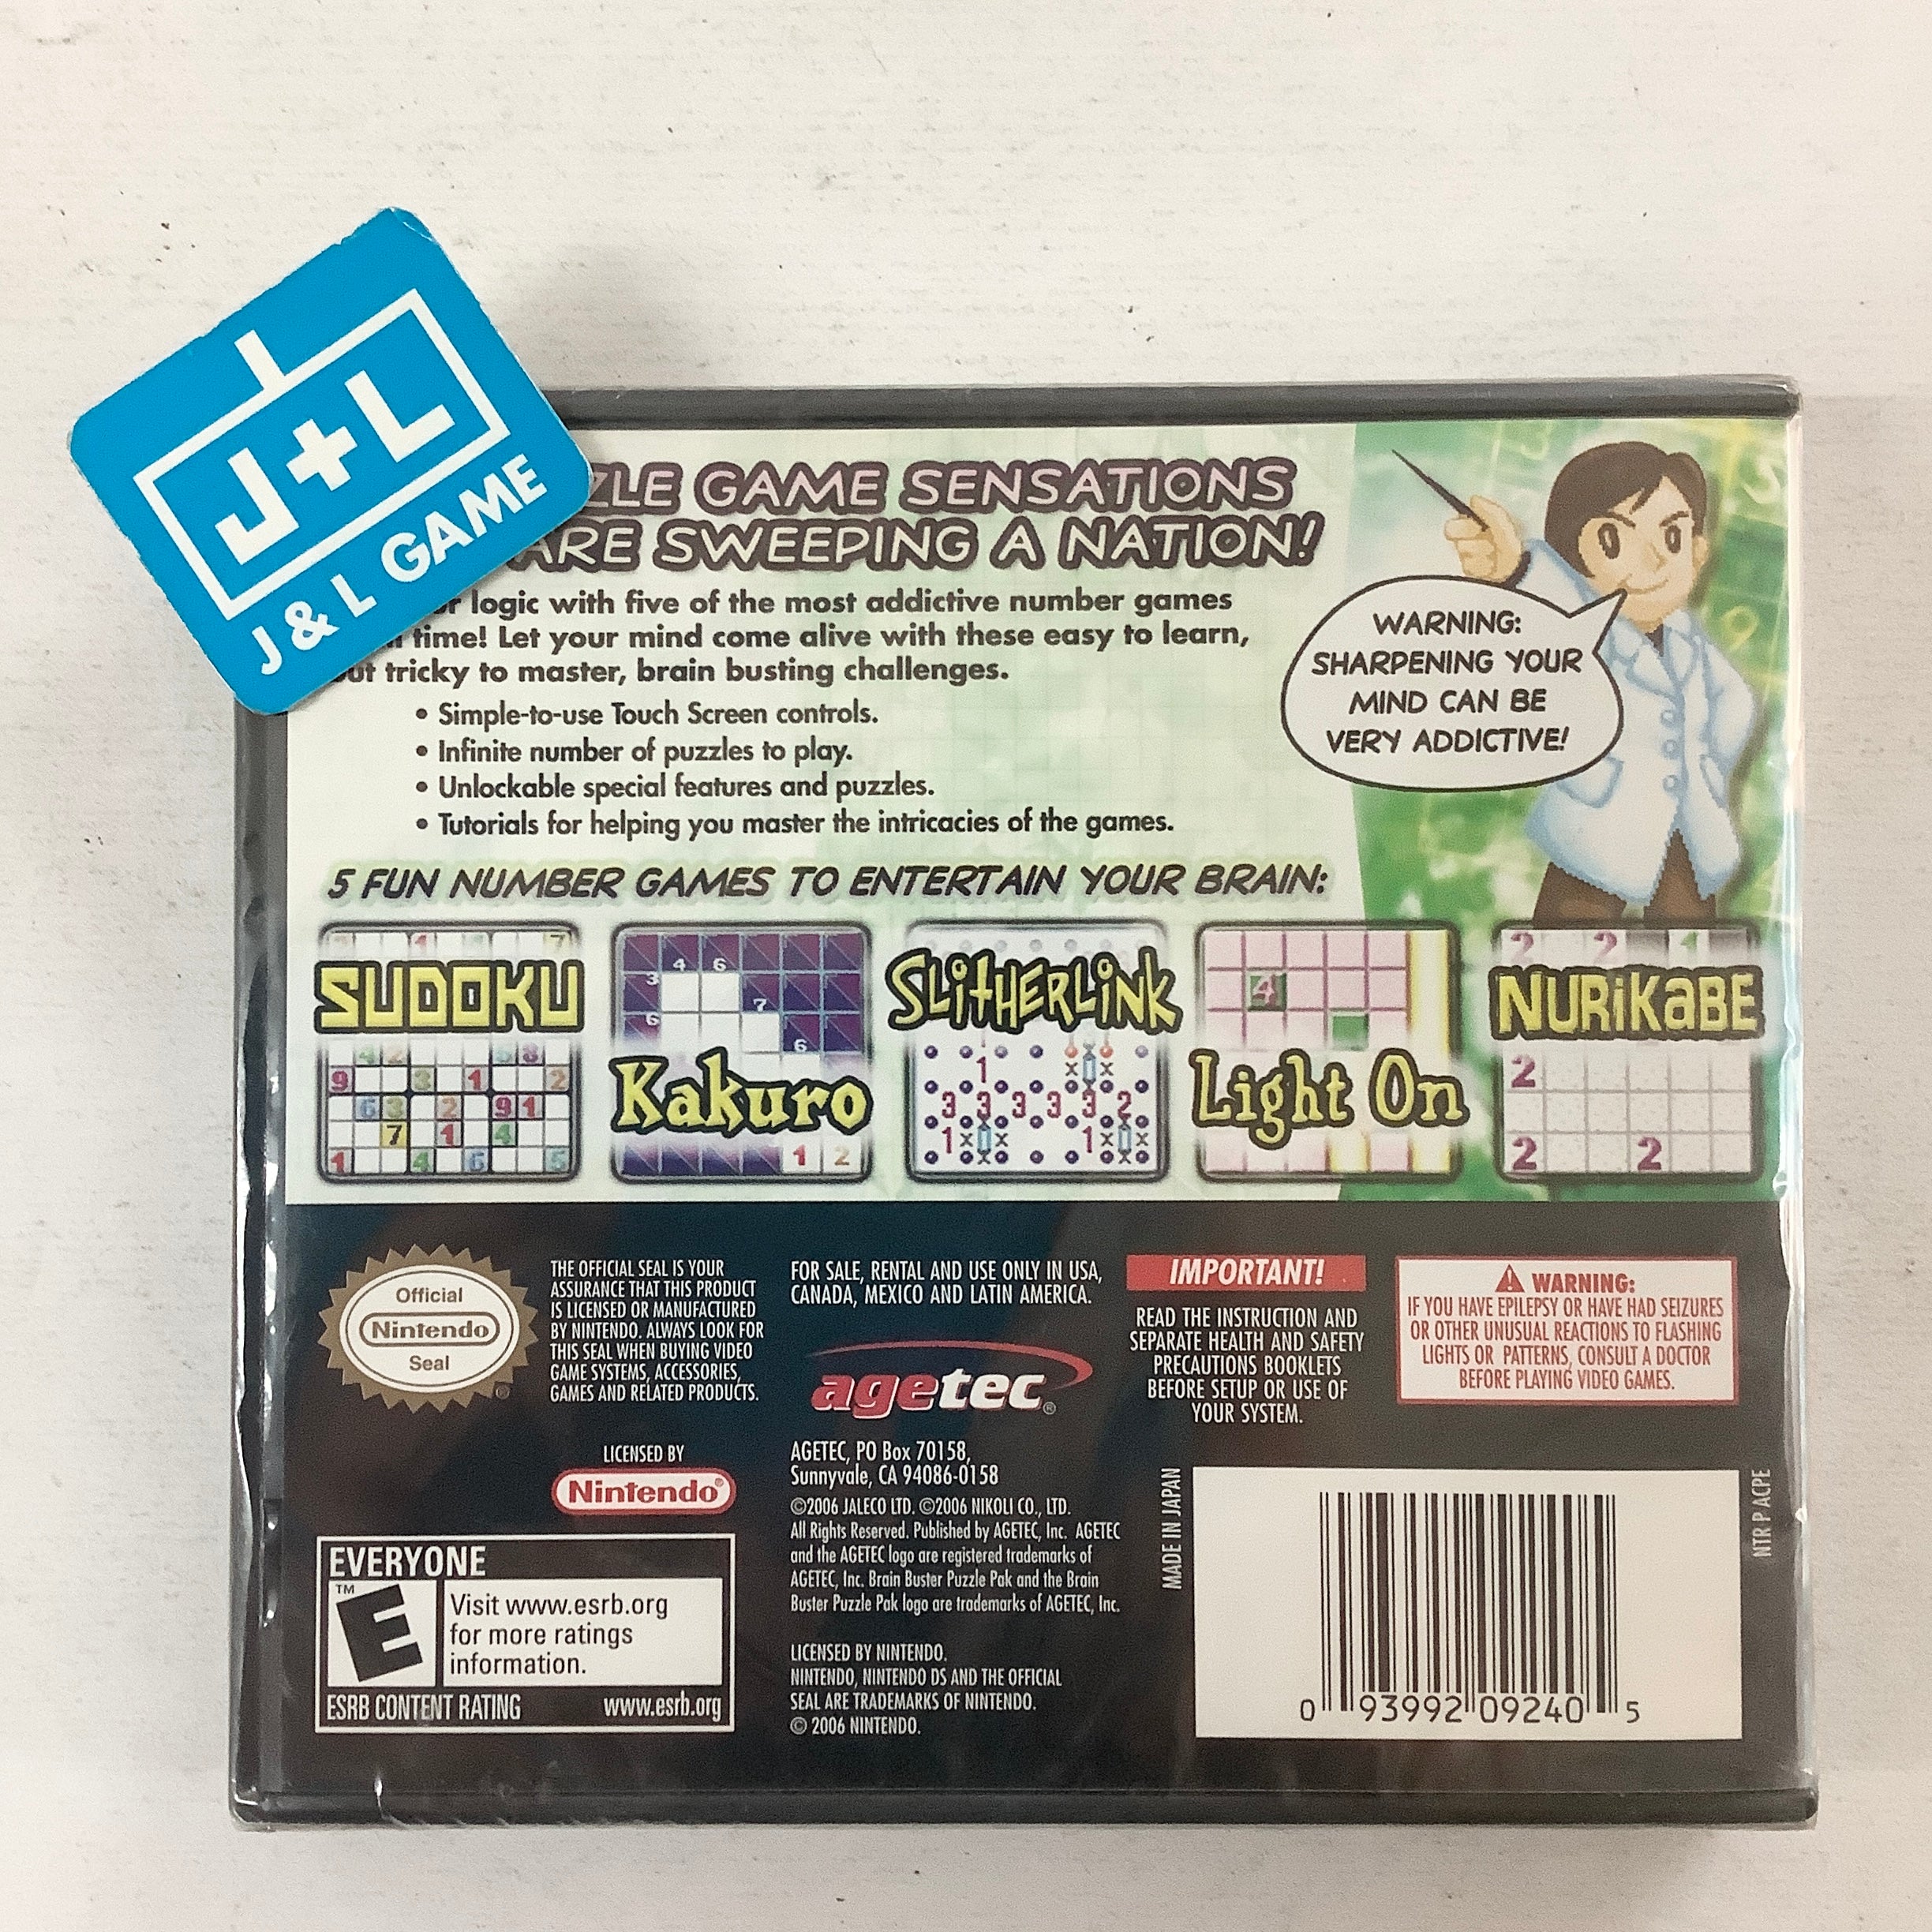 J+L
J & L GAME
GAME SENSATIONS
ARE SWEEPING A NATION!
logic with five of the most addictive number games
time! Let your mind come alive with these easy to learn,
tricky to master, brain busting challenges.
• Simple-to-use Touch Screen controls.
• Infinite number of puzzles to play.
• Unlockable special features and puzzles.
• Tutorials for helping you master the intricacies of the games.
WARNING:
SHARPENING YOUR
MIND CAN BE
VERY ADDICTIVE!
5 FUN NUMBER GAMES TO ENTERTAIN YOUR BRAIN:
SUDOKU
Kakuro
SLiTHERLiNK
Light On
NURiKaBE
Official
Nintendo
Seal
THE OFFICIAL SEAL IS YOUR
ASSURANCE THAT THIS PRODUCT
IS LICENSED OR MANUFACTURED
BY NINTENDO. ALWAYS LOOK FOR
THIS SEAL WHEN BUYING VIDEO
GAME SYSTEMS, ACCESSORIES,
GAMES AND RELATED PRODUCTS.
LICENSED BY
Nintendo®
EVERYONE
E™
Visit www.esrb.org
for more ratings
information.
ESRB CONTENT RATING www.esrb.org
FOR SALE, RENTAL AND USE ONLY IN USA,
CANADA, MEXICO AND LATIN AMERICA.
agetec®
AGETEC, PO Box 70158,
Sunnyvale, CA 94086-0158
©2006 JALECO LTD. ©2006 NIKOLI CO., LTD.
All Rights Reserved. Published by AGETEC, Inc. AGETEC
and the AGETEC logo are registered trademarks of
AGETEC, Inc. Brain Buster Puzzle Pak and the Brain
Buster Puzzle Pak logo are trademarks of AGETEC, Inc.
LICENSED BY NINTENDO.
NINTENDO, NINTENDO DS AND THE OFFICIAL
SEAL ARE TRADEMARKS OF NINTENDO.
© 2006 NINTENDO.
IMPORTANT!
READ THE INSTRUCTION AND
SEPARATE HEALTH AND SAFETY
PRECAUTIONS BOOKLETS
BEFORE SETUP OR USE OF
YOUR SYSTEM.
WARNING:
IF YOU HAVE EPILEPSY OR HAVE HAD SEIZURES
OR OTHER UNUSUAL REACTIONS TO FLASHING
LIGHTS OR PATTERNS, CONSULT A DOCTOR
BEFORE PLAYING VIDEO GAMES.
MADE IN JAPAN
NTR P ACPE
0 93992 09240 5